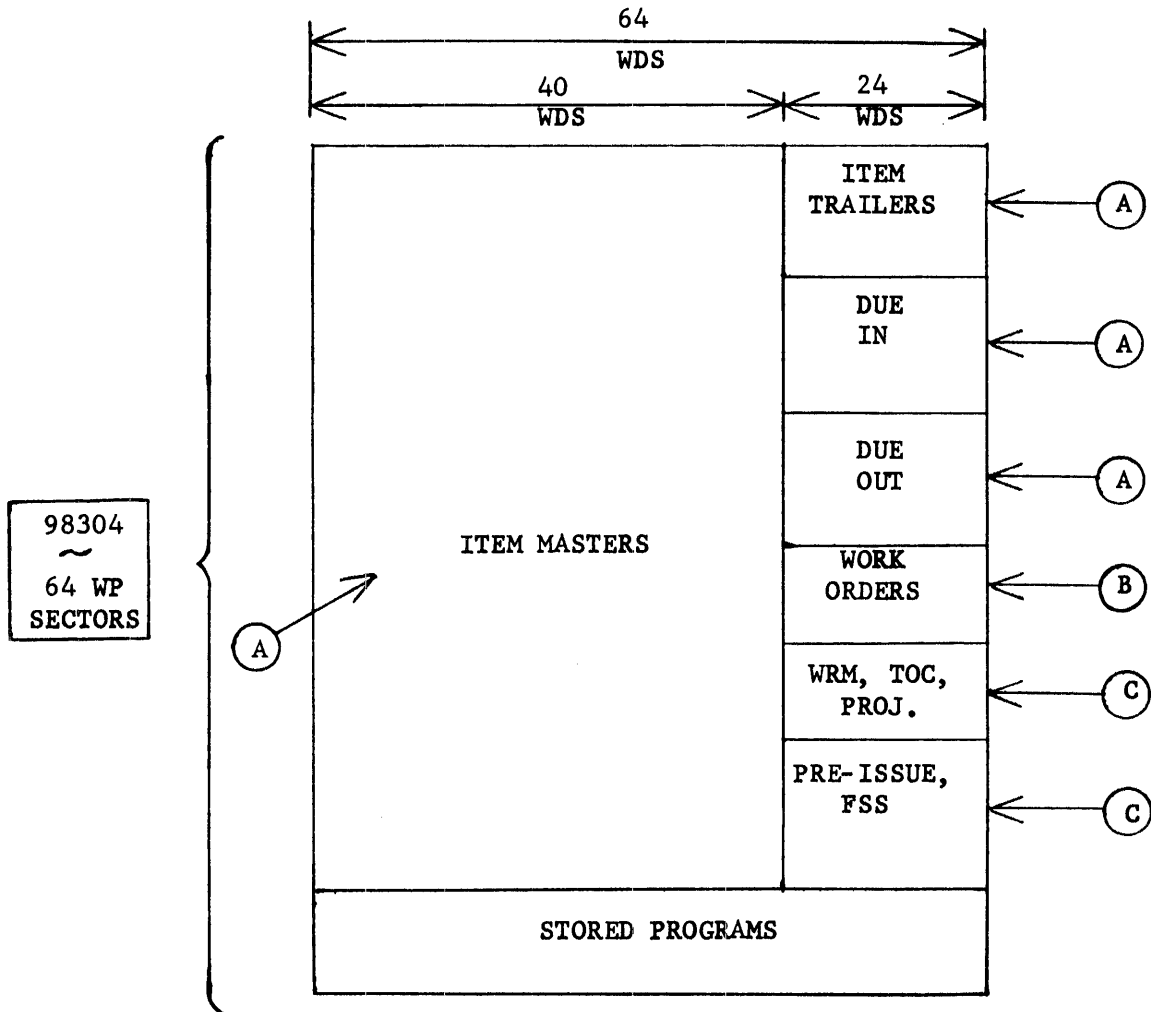 64
WDS
40
WDS
24
WDS
ITEM
TRAILERS
A
DUE
IN
A
DUE
OUT
A
98304
~
64 WP
SECTORS
ITEM MASTERS
A
WORK
ORDERS
B
WRM, TOC,
PROJ.
C
PRE-ISSUE,
FSS
C
STORED PROGRAMS